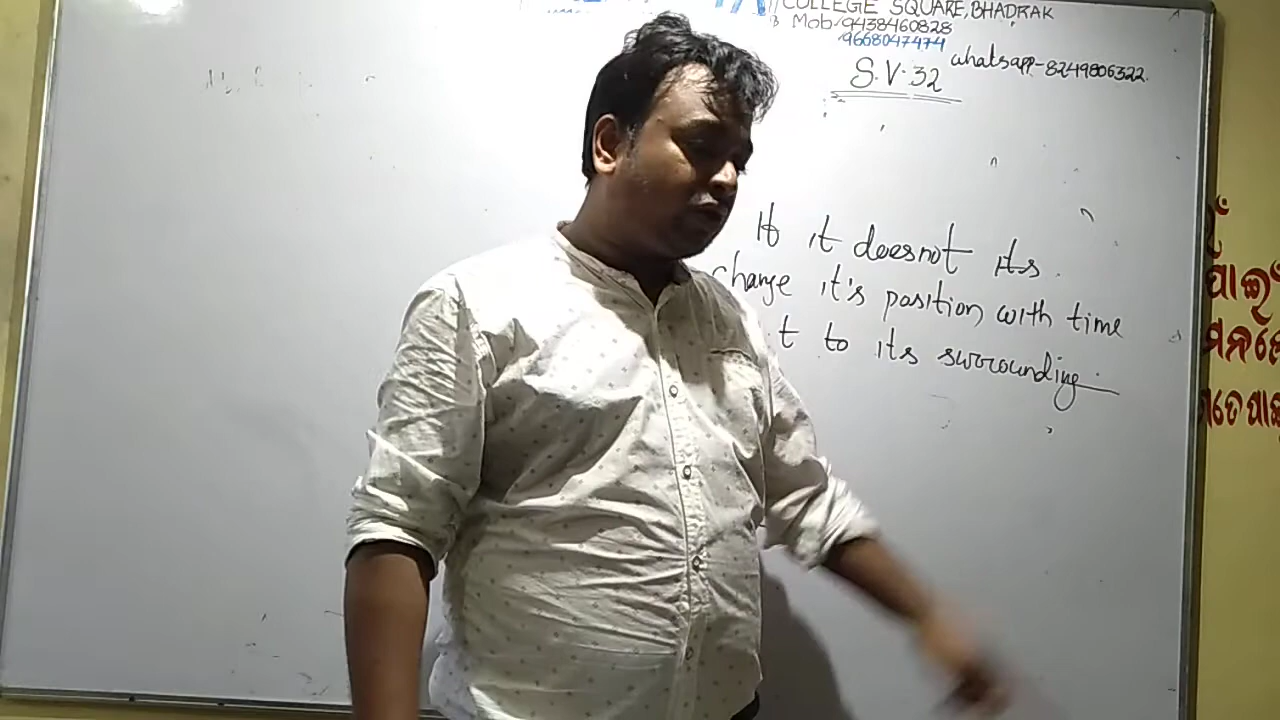 COLLEGE SQUARE, BHADRAK
Mob-9438460828
9668047474
whatsapp-8249806322.
S.V.32
If it doesnot its.
change it's position with time
t to its surrounding.
ପାଇଁ